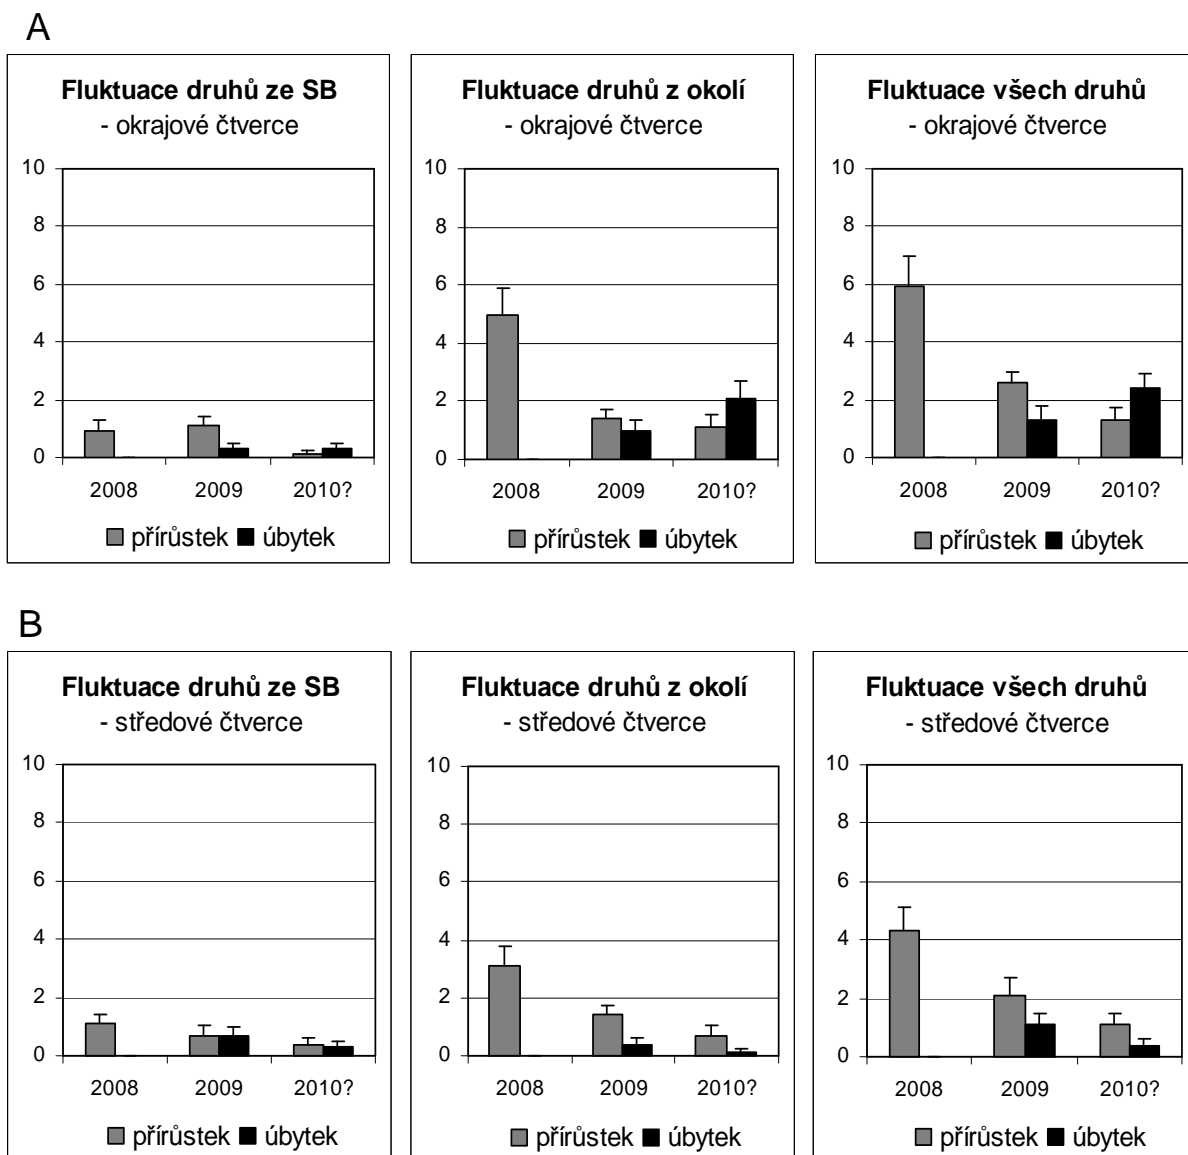 A
Fluktuace druhů ze SB
- okrajové čtverce
10
8
6
4
2
0
2008 2009 2010?
přírůstek úbytek
Fluktuace druhů z okolí
- okrajové čtverce
10
8
6
4
2
0
2008 2009 2010?
přírůstek úbytek
Fluktuace všech druhů
- okrajové čtverce
10
8
6
4
2
0
2008 2009 2010?
přírůstek úbytek
B
Fluktuace druhů ze SB
- středové čtverce
10
8
6
4
2
0
2008 2009 2010?
přírůstek úbytek
Fluktuace druhů z okolí
- středové čtverce
10
8
6
4
2
0
2008 2009 2010?
přírůstek úbytek
Fluktuace všech druhů
- středové čtverce
10
8
6
4
2
0
2008 2009 2010?
přírůstek úbytek